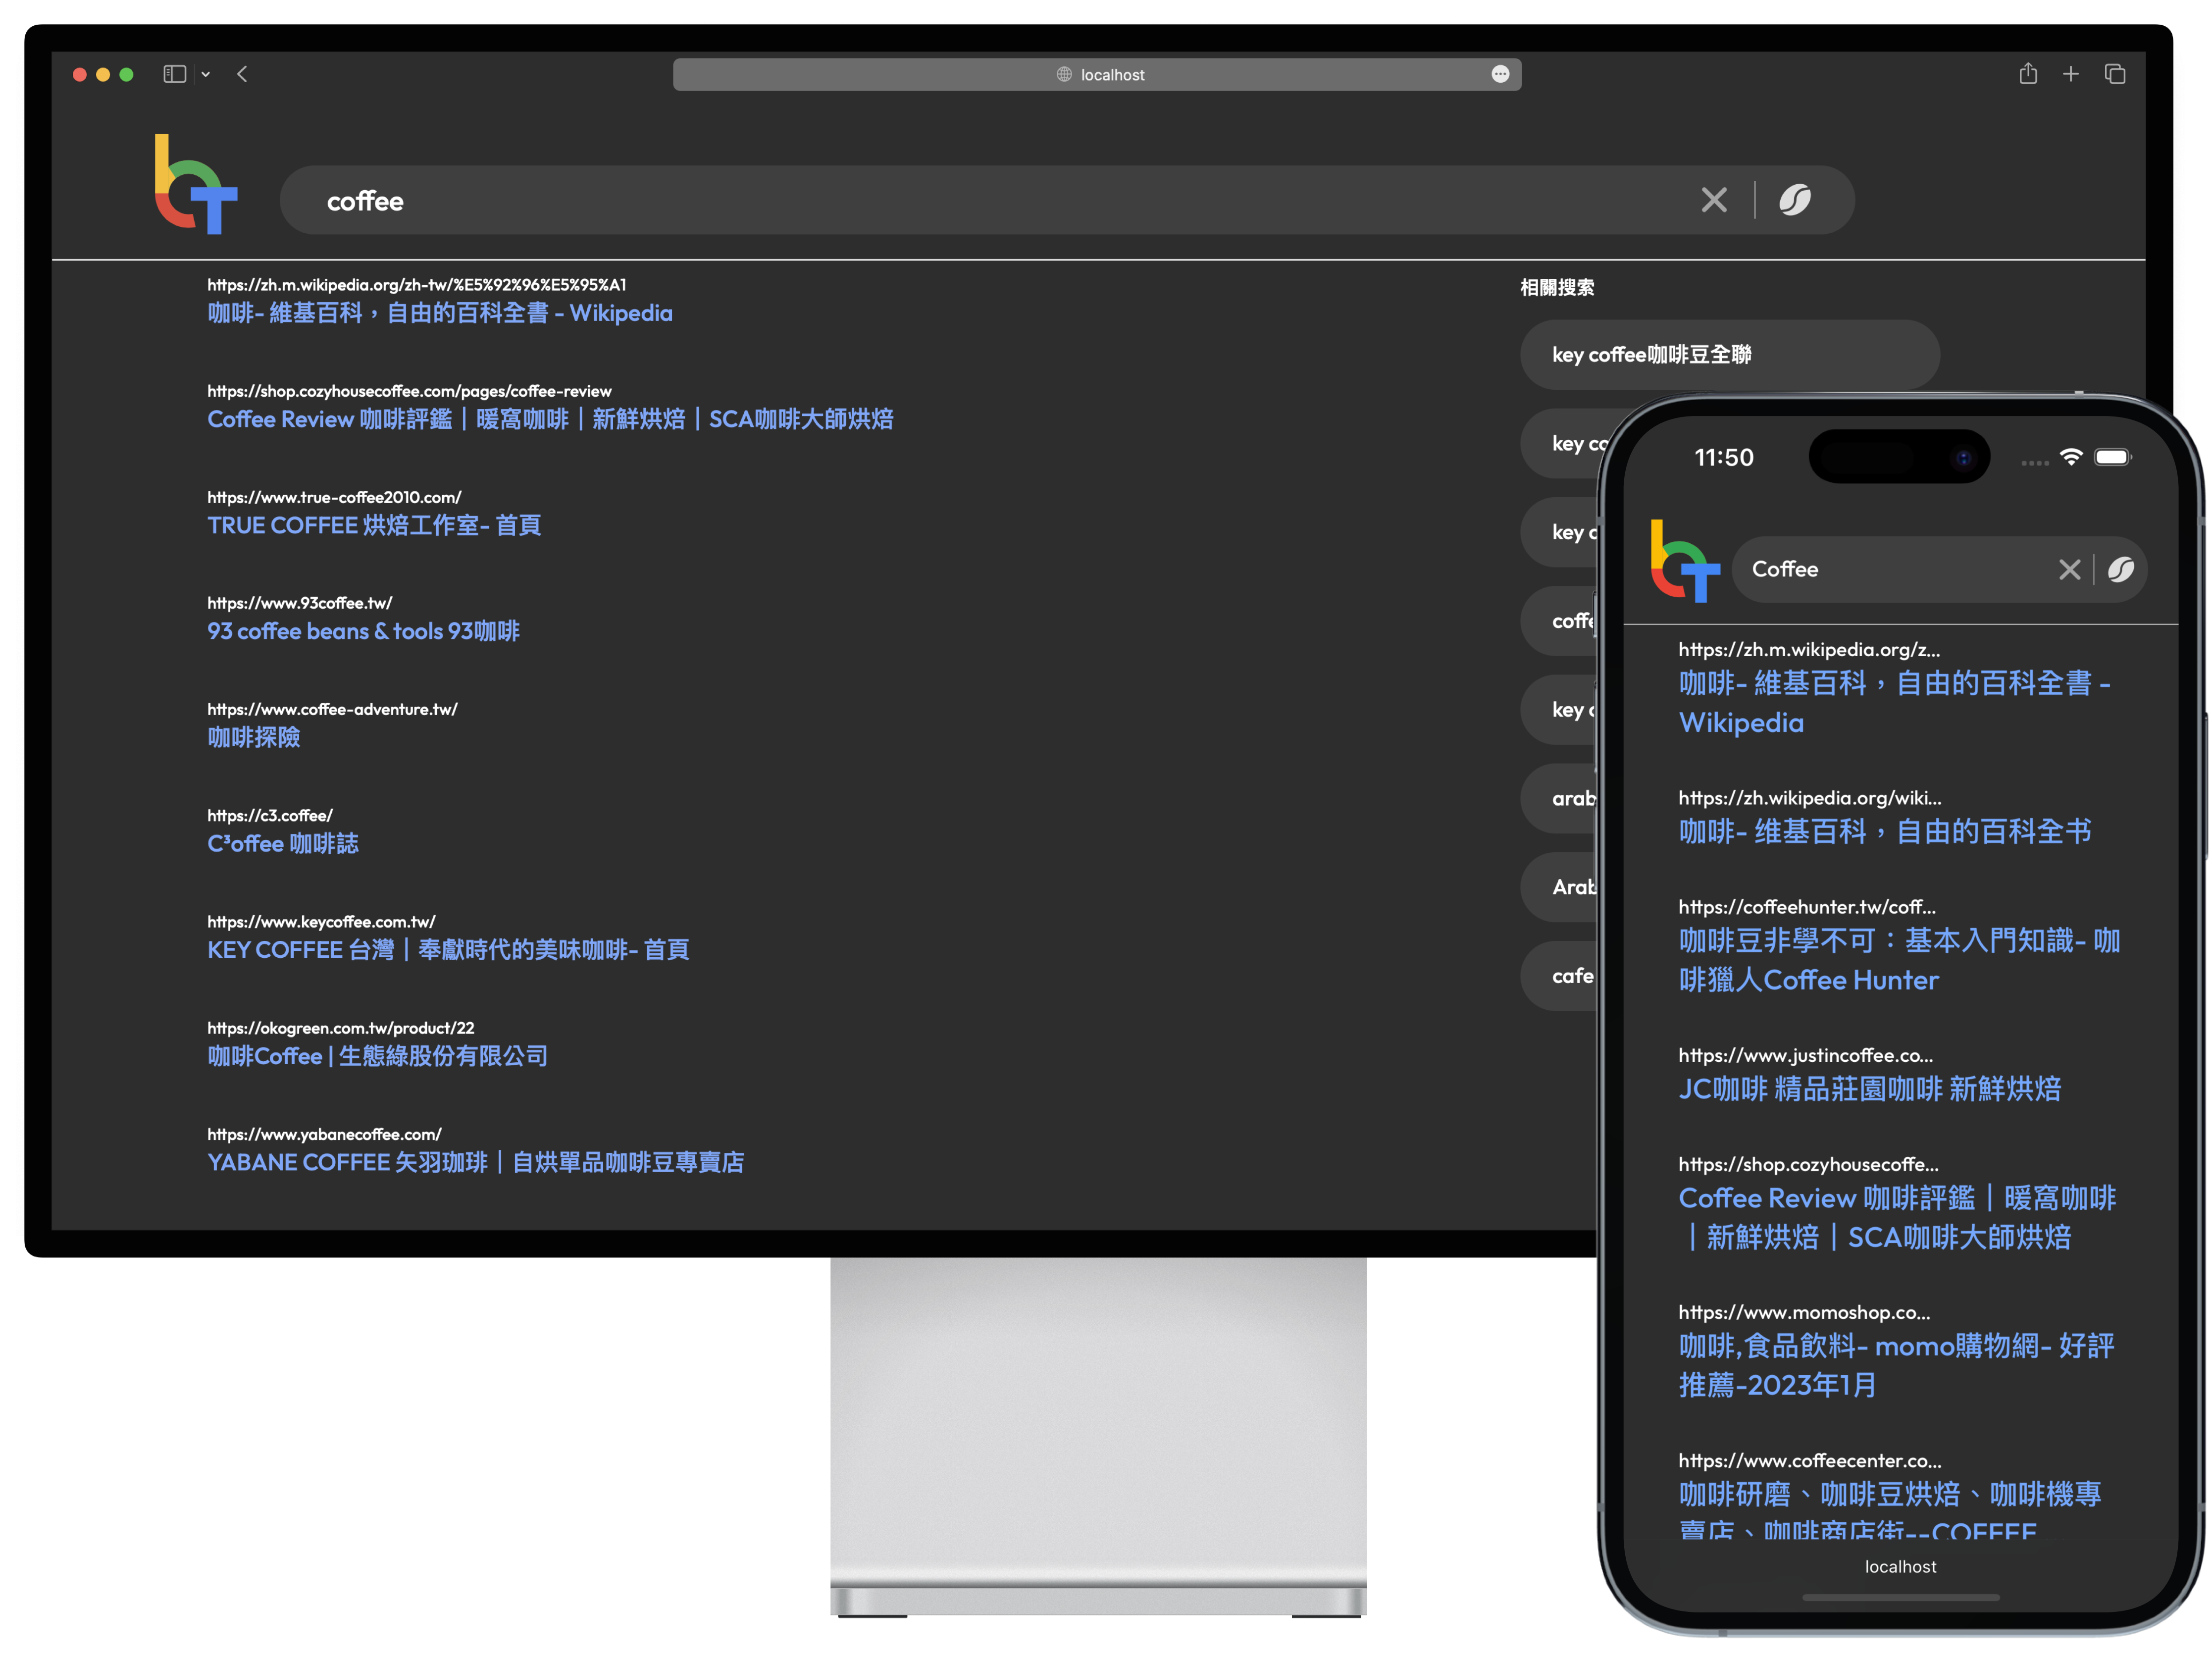 localhost
bT
coffee
https://zh.m.wikipedia.org/zh-tw/%E5%92%96%E5%95%A1
咖啡- 維基百科，自由的百科全書 - Wikipedia
https://shop.cozyhousecoffee.com/pages/coffee-review
Coffee Review 咖啡評鑑｜暖窩咖啡｜新鮮烘焙｜SCA咖啡大師烘焙
https://www.true-coffee2010.com/
TRUE COFFEE 烘焙工作室- 首頁
https://www.93coffee.tw/
93 coffee beans & tools 93咖啡
https://www.coffee-adventure.tw/
咖啡探險
https://c3.coffee/
C³offee 咖啡誌
https://www.keycoffee.com.tw/
KEY COFFEE 台灣｜奉獻時代的美味咖啡- 首頁
https://okogreen.com.tw/product/22
咖啡Coffee | 生態綠股份有限公司
https://www.yabanecoffee.com/
YABANE COFFEE 矢羽珈琲｜自烘單品咖啡豆專賣店
相關搜索
key coffee咖啡豆全聯
key
key
key
cafe
11:50
bT
Coffee
https://zh.m.wikipedia.org/z...
咖啡- 維基百科，自由的百科全書 -
Wikipedia
https://zh.wikipedia.org/wiki...
咖啡- 维基百科，自由的百科全书
https://coffeehunter.tw/coff...
咖啡豆非學不可：基本入門知識- 咖
啡獵人Coffee Hunter
https://www.justincoffee.co...
JC咖啡 精品莊園咖啡 新鮮烘焙
https://shop.cozyhousecoffe...
Coffee Review 咖啡評鑑｜暖窩咖啡
｜新鮮烘焙｜SCA咖啡大師烘焙
https://www.momoshop.co...
咖啡,食品飲料- momo購物網- 好評
推薦-2023年1月
https://www.coffeecenter.co...
咖啡研磨、咖啡豆烘焙、咖啡機專
賣店、咖啡商店街--COFFEE
localhost